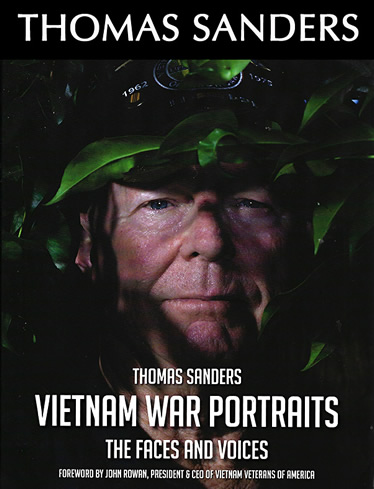 THOMAS SANDERS
1962 1975
THOMAS SANDERS
VIETNAM WAR PORTRAITS
THE FACES AND VOICES
FOREWORD BY JOHN ROWAN, PRESIDENT & CEO OF VIETNAM VETERANS OF AMERICA